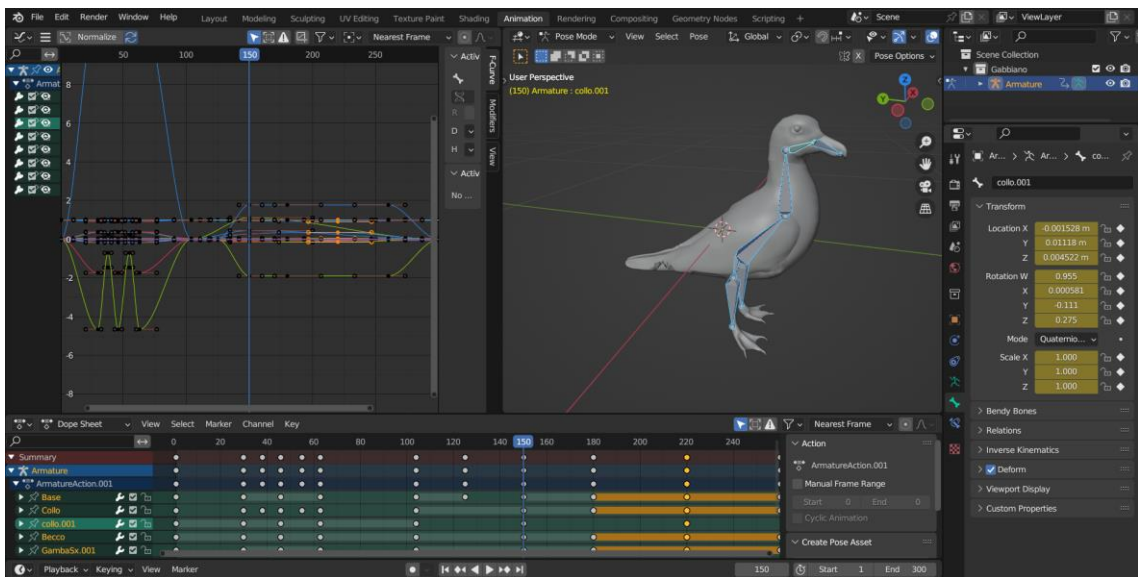 File Edit Render Window Help Layout Modeling Sculpting UV Editing Texture Paint Shading Animation Rendering Compositing Geometry Nodes Scripting + Scene ViewLayer
Normalize Nearest Frame
Pose Mode View Select Pose Global
50 100 150 200 250
Activ
Armat
8
6
4
2
0
-2
-4
-6
-8
R
D
H
Activ
No ...
F-Curve
Modifiers
View
X Pose Options
User Perspective
(150) Armature : collo.001
Z
Y
X
Scene Collection
Gabbiano
Armature
Ar... > Ar... > co...
collo.001
Transform
Location X -0.001528 m
Y 0.01118 m
Z 0.004522 m
Rotation W 0.955
X 0.000581
Y -0.111
Z 0.275
Mode Quaternio...
Scale X 1.000
Y 1.000
Z 1.000
Bendy Bones
Relations
Inverse Kinematics
Deform
Viewport Display
Custom Properties
Dope Sheet View Select Marker Channel Key Nearest Frame
0 20 40 60 80 100 120 140 150 160 180 200 220 240
Summary
Armature
ArmatureAction.001
Base
Collo
collo.001
Becco
GambaSx.001
Action
ArmatureAction.001
Manual Frame Range
Start 0 End 0
Cyclic Animation
Create Pose Asset
Playback Keying View Marker 150 Start 1 End 300